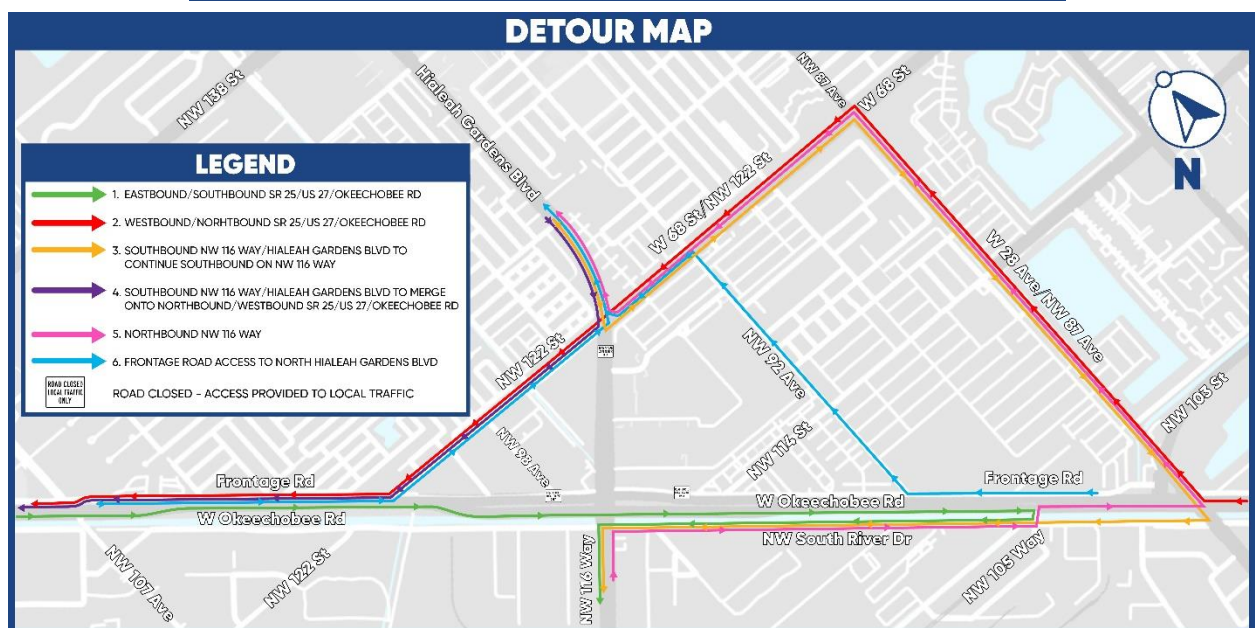 DETOUR MAP
NW 138 St
Hialeah Gardens Blvd
NW 87 Ave
W 68 St
N
LEGEND
1. EASTBOUND/SOUTHBOUND SR 25/US 27/OKEECHOBEE RD
2. WESTBOUND/NORHTBOUND SR 25/US 27/OKEECHOBEE RD
3. SOUTHBOUND NW 116 WAY/HIALEAH GARDENS BLVD TO
CONTINUE SOUTHBOUND ON NW 116 WAY
4. SOUTHBOUND NW 116 WAY/HIALEAH GARDENS BLVD TO MERGE
ONTO NORTHBOUND/WESTBOUND SR 25/US 27/OKEECHOBEE RD
5. NORTHBOUND NW 116 WAY
6. FRONTAGE ROAD ACCESS TO NORTH HIALEAH GARDENS BLVD
ROAD CLOSED
LOCAL TRAFFIC
ONLY
ROAD CLOSED - ACCESS PROVIDED TO LOCAL TRAFFIC
W 68 St/NW 122 St
W 28 Ave/NW 87 Ave
NW 122 St
NW 92 Ave
NW 103 St
NW 98 Ave
NW 114 St
Frontage Rd
Frontage Rd
W Okeechobee Rd
W Okeechobee Rd
NW South River Dr
NW 107 Ave
NW 122 St
NW 116 Way
NW 105 Way